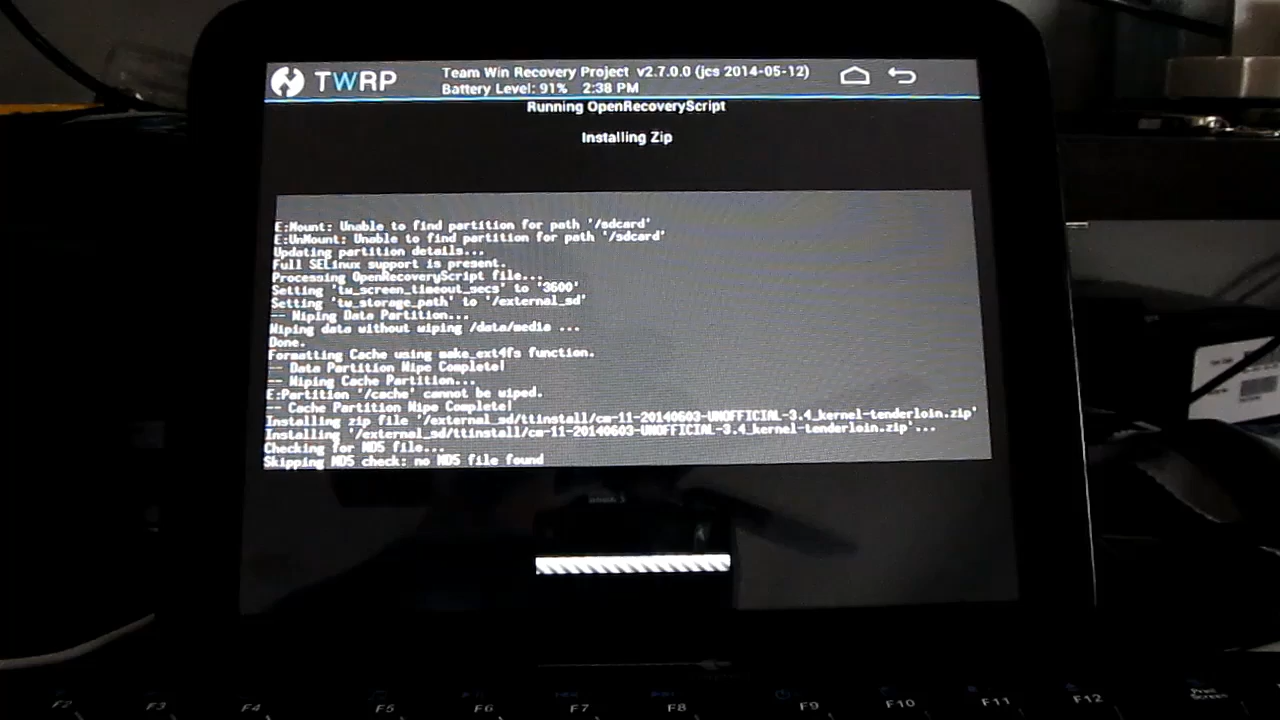 TWRP
Team Win Recovery Project v2.7.0.0 (jcs 2014-05-12)
Battery Level: 91% 2:38 PM
Running OpenRecoveryScript
Installing Zip
E:Mount: Unable to find partition for path '/sdcard'
E:UnMount: Unable to find partition for path '/sdcard'
Updating partition details...
Full SELinux support is present.
Processing OpenRecoveryScript file...
Setting 'tw_screen_timeout_secs' to '3600'
Setting 'tw_storage_path' to '/external_sd'
-- Wiping Data Partition...
Wiping data without wiping /data/media ...
Done.
Formatting Cache using make_ext4fs function.
-- Data Partition Wipe Complete!
-- Wiping Cache Partition...
E:Partition '/cache' cannot be wiped.
-- Cache Partition Wipe Complete!
Installing zip file '/external_sd/ttinstall/cm-11-20140603-UNOFFICIAL-3.4_kernel-tenderloin.zip'
Installing '/external_sd/ttinstall/cm-11-20140603-UNOFFICIAL-3.4_kernel-tenderloin.zip'...
Checking for MD5 file...
Skipping MD5 check: no MD5 file found
F2 F3 F4 F5 F6 F7 F8 F9 F10 F11 F12 Print Screen